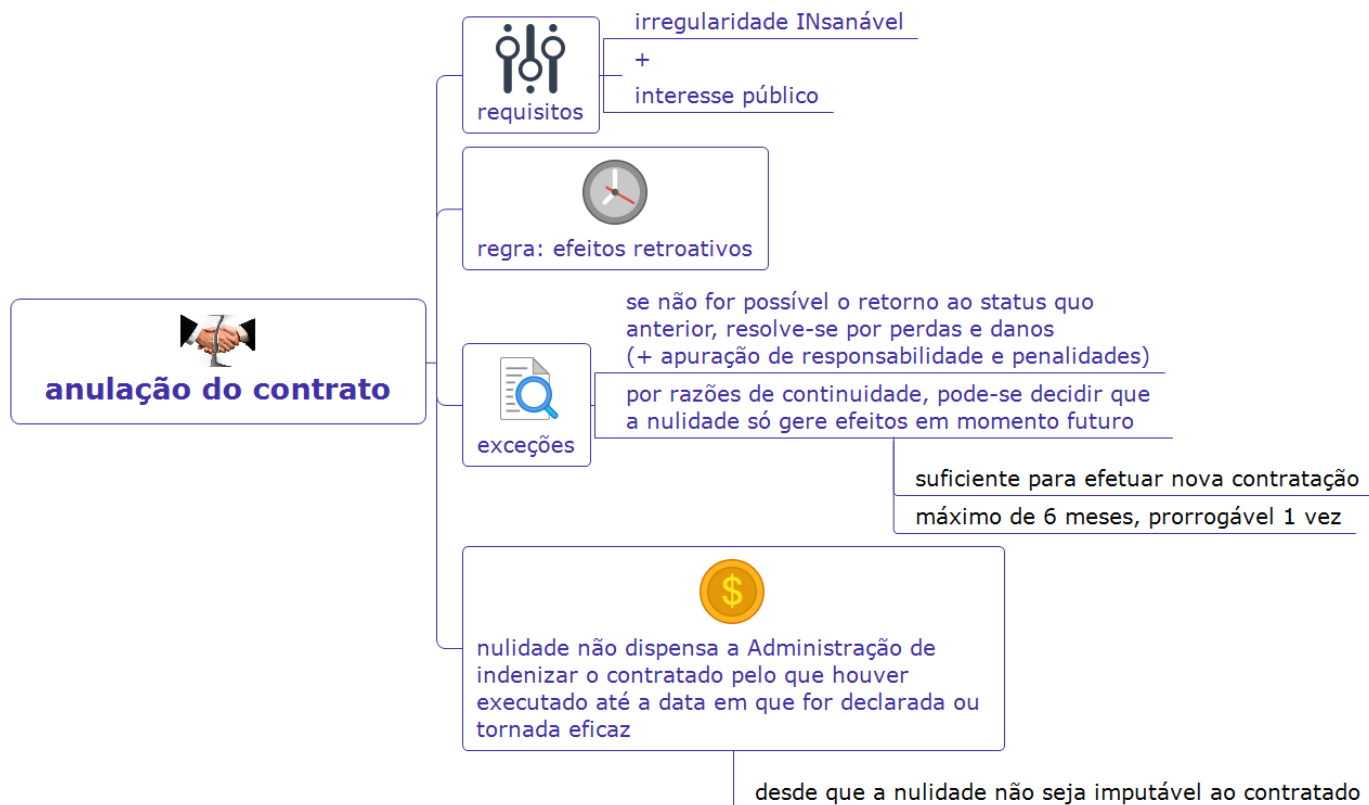 irregularidade INsanável
+
interesse público
requisitos
regra: efeitos retroativos
anulação do contrato
se não for possível o retorno ao status quo
anterior, resolve-se por perdas e danos
(+ apuração de responsabilidade e penalidades)
por razões de continuidade, pode-se decidir que
a nulidade só gere efeitos em momento futuro
exceções
suficiente para efetuar nova contratação
máximo de 6 meses, prorrogável 1 vez
$
nulidade não dispensa a Administração de
indenizar o contratado pelo que houver
executado até a data em que for declarada ou
tornada eficaz
desde que a nulidade não seja imputável ao contratado